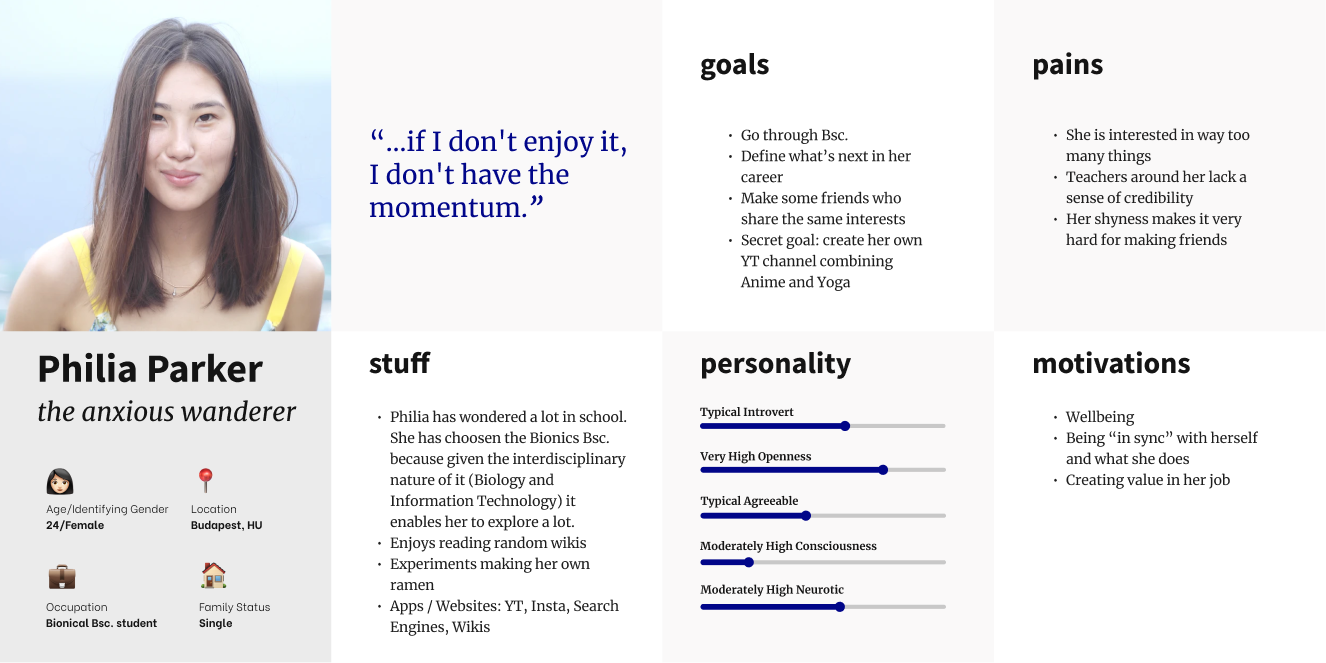 “...if I don't enjoy it,
I don't have the
momentum.”
goals
• Go through Bsc.
• Define what’s next in her
career
• Make some friends who
share the same interests
• Secret goal: create her own
YT channel combining
Anime and Yoga
pains
• She is interested in way too
many things
• Teachers around her lack a
sense of credibility
• Her shyness makes it very
hard for making friends
Philia Parker
the anxious wanderer
Age/Identifying Gender
24/Female
Location
Budapest, HU
Occupation
Bionical Bsc. student
Family Status
Single
stuff
• Philia has wondered a lot in school.
She has choosen the Bionics Bsc.
because given the interdisciplinary
nature of it (Biology and
Information Technology) it
enables her to explore a lot.
• Enjoys reading random wikis
• Experiments making her own
ramen
• Apps / Websites: YT, Insta, Search
Engines, Wikis
personality
Typical Introvert
Very High Openness
Typical Agreeable
Moderately High Consciousness
Moderately High Neurotic
motivations
• Wellbeing
• Being “in sync” with herself
and what she does
• Creating value in her job